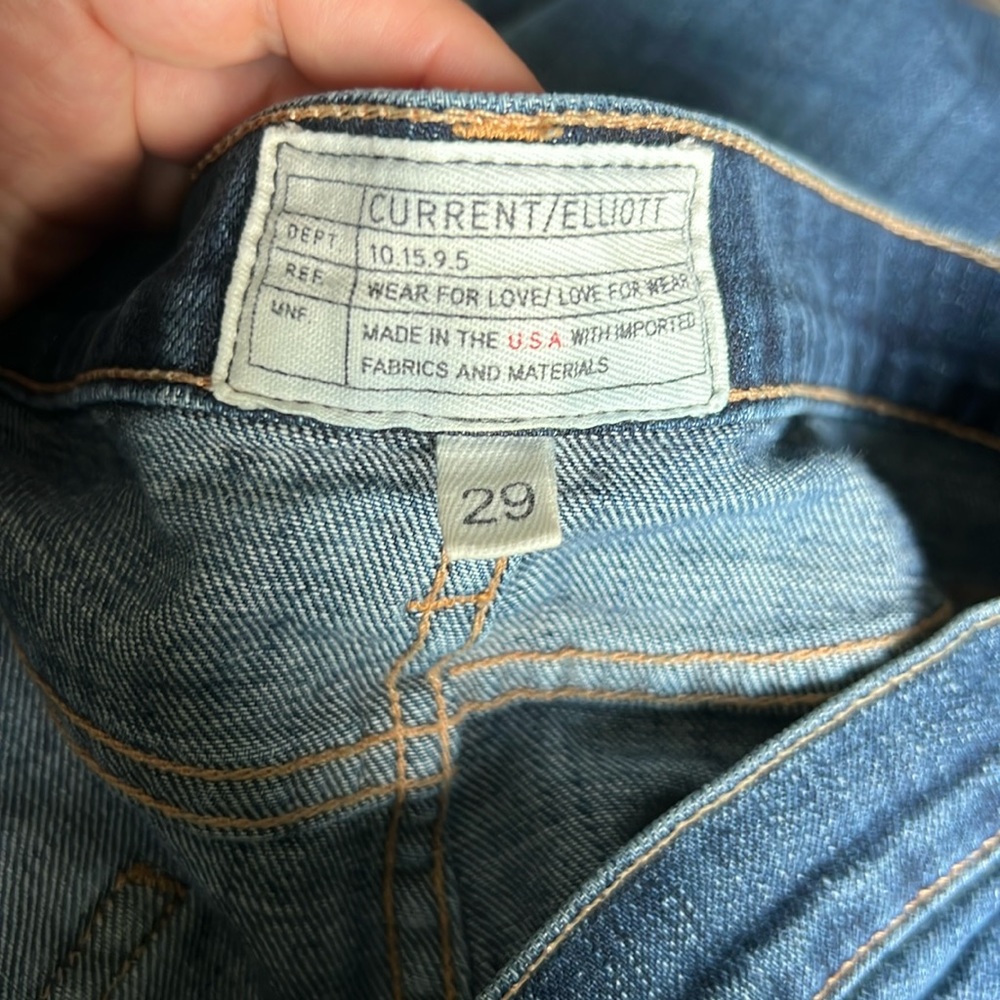 CURRENT/ELLIOTT
DEPT. 10.15.9.5
REF. WEAR FOR LOVE/ LOVE FOR WEAR
MNF. MADE IN THE U.S.A. WITH IMPORTED
FABRICS AND MATERIALS
29